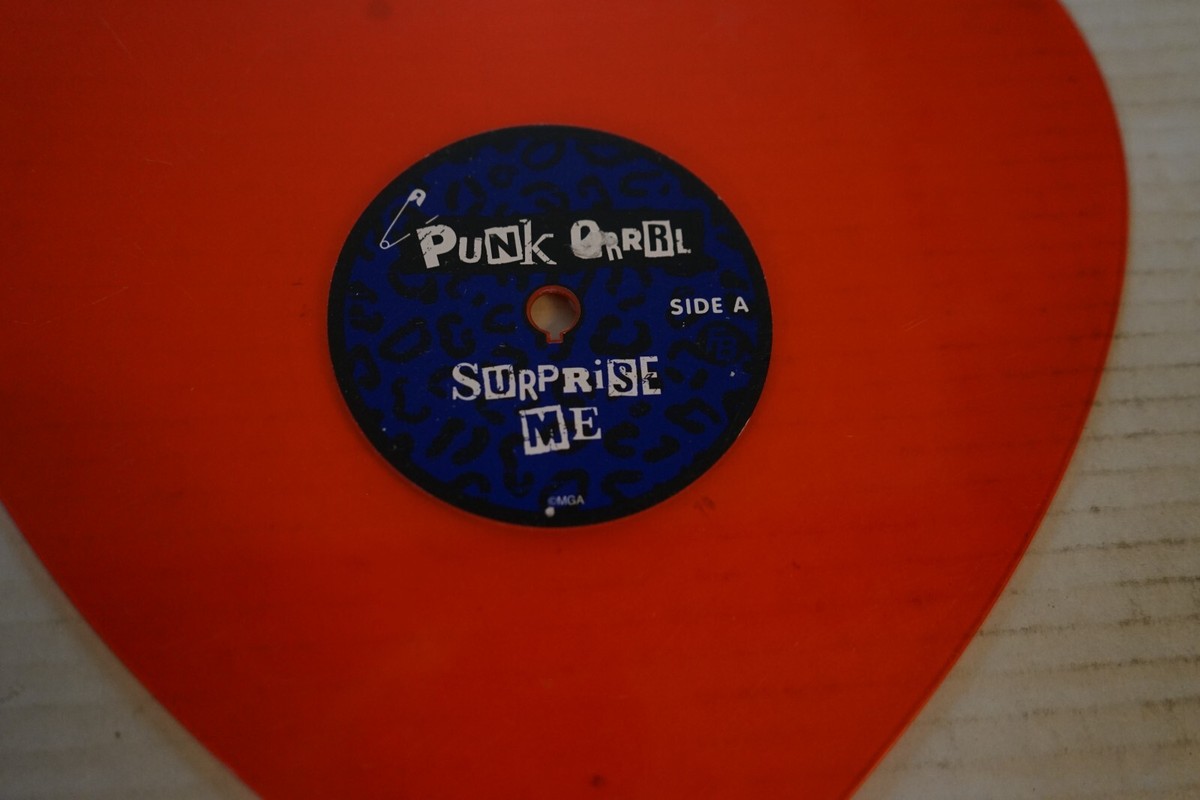 PUNK GRRRL
SIDE A
SURPRiSE
ME
©MGA